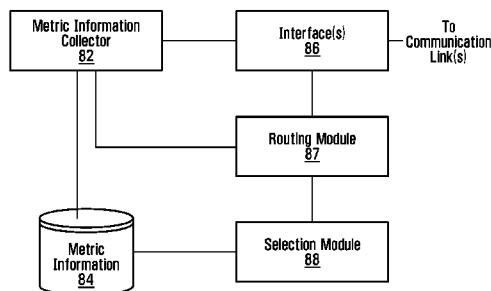 Metric Information
Collector
82
Interface(s)
86
To
Communication
Link(s)
Routing Module
87
Metric
Information
84
Selection Module
88